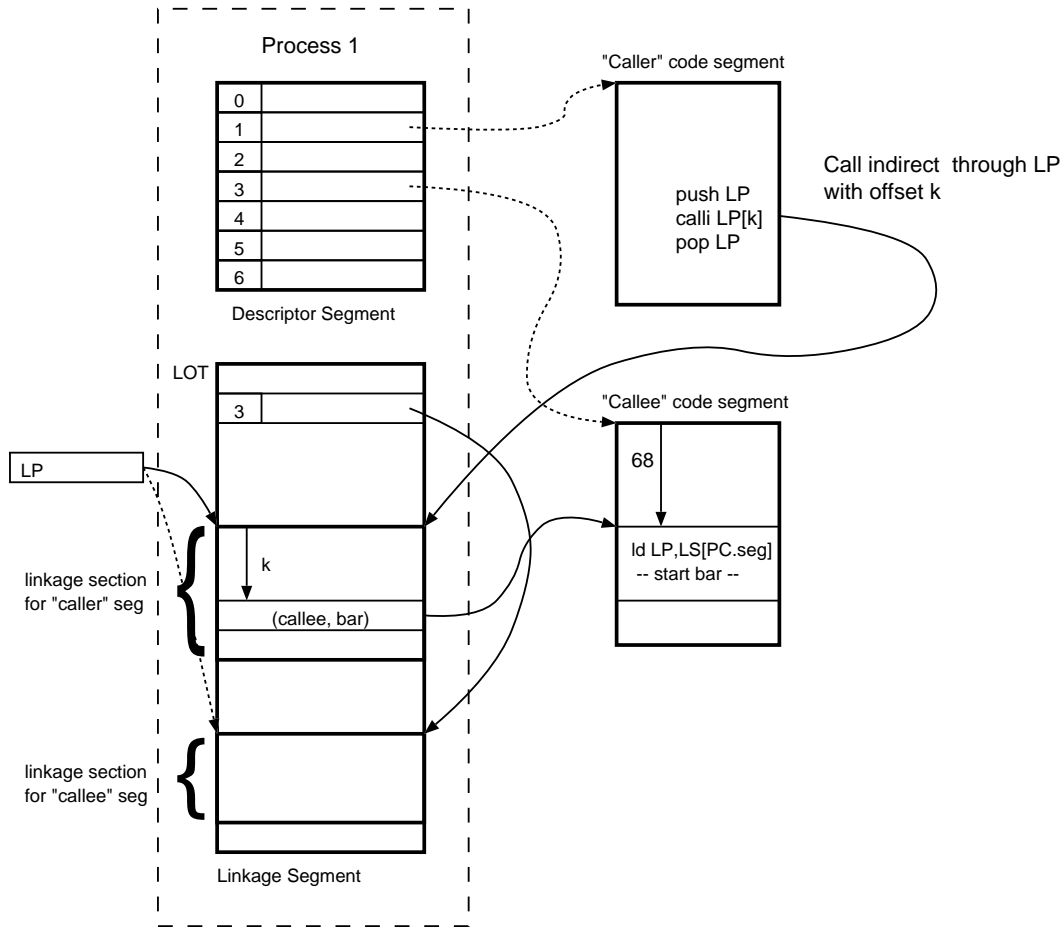 Process 1
"Caller" code segment
0
1
2
3
4
5
6
Descriptor Segment
push LP
calli LP[k]
pop LP
Call indirect through LP
with offset k
LOT
3
"Callee" code segment
68
LP
ld LP,LS[PC.seg]
-- start bar --
k
linkage section
for "caller" seg
(callee, bar)
linkage section
for "callee" seg
Linkage Segment